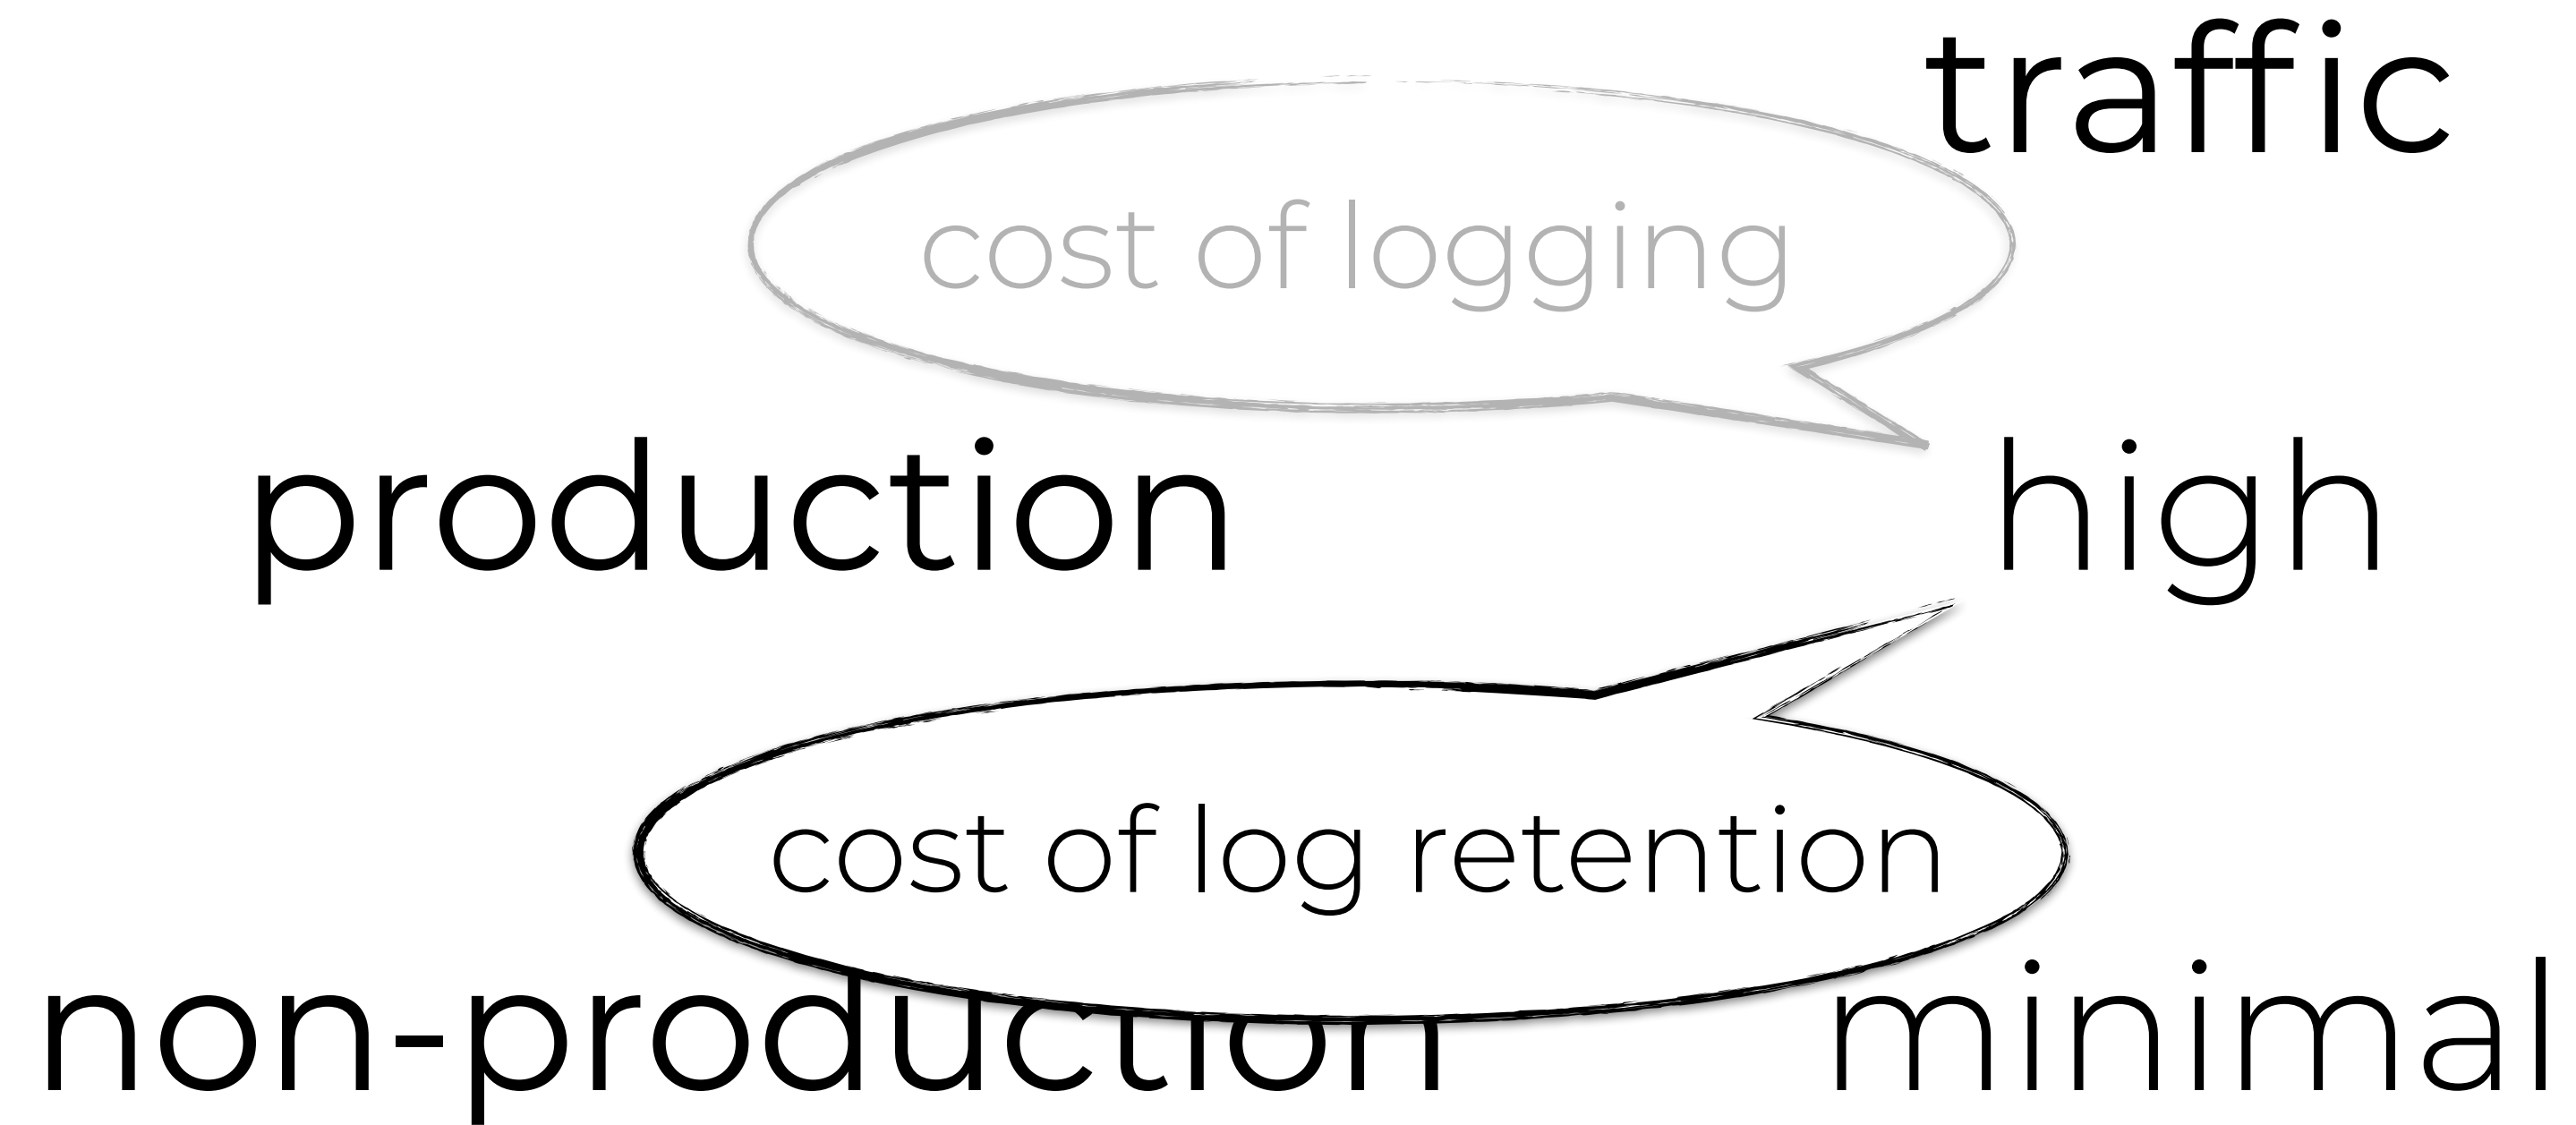 traffic
cost of logging
production high
cost of log retention
non-production minimal